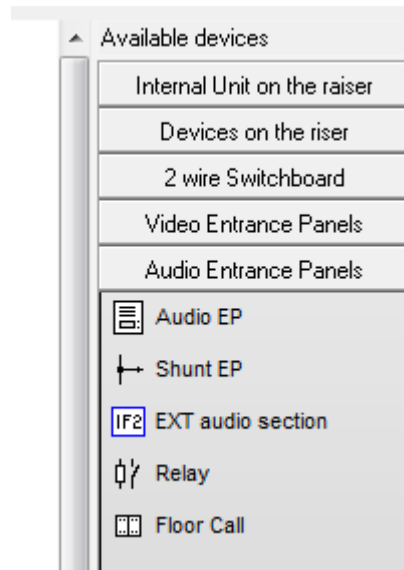 Available devices
Internal Unit on the raiser
Devices on the riser
2 wire Switchboard
Video Entrance Panels
Audio Entrance Panels
Audio EP
Shunt EP
IF2 EXT audio section
Relay
Floor Call